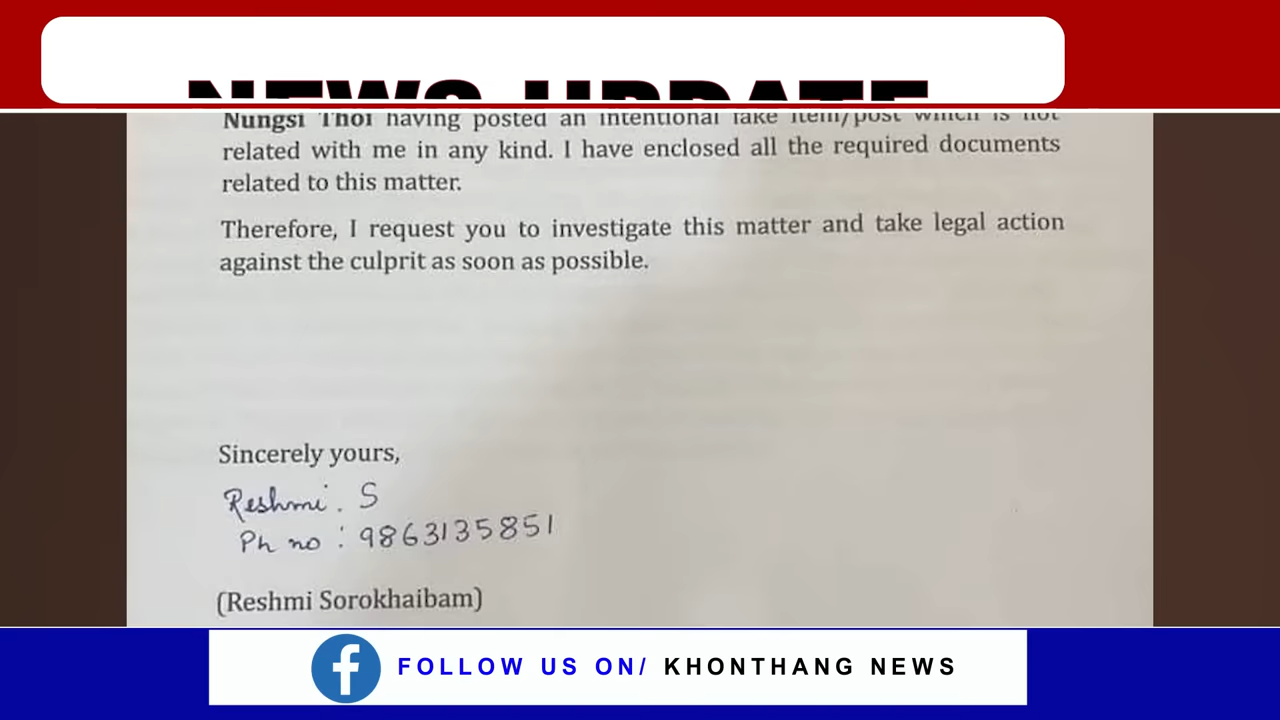 NEWS UPDATE
Nungsi Thoi having posted an intentional fake item/post which is not
related with me in any kind. I have enclosed all the required documents
related to this matter.
Therefore, I request you to investigate this matter and take legal action
against the culprit as soon as possible.
Sincerely yours,
Reshmi. S
Ph no : 9863135851
(Reshmi Sorokhaibam)
FOLLOW US ON/ KHONTHANG NEWS